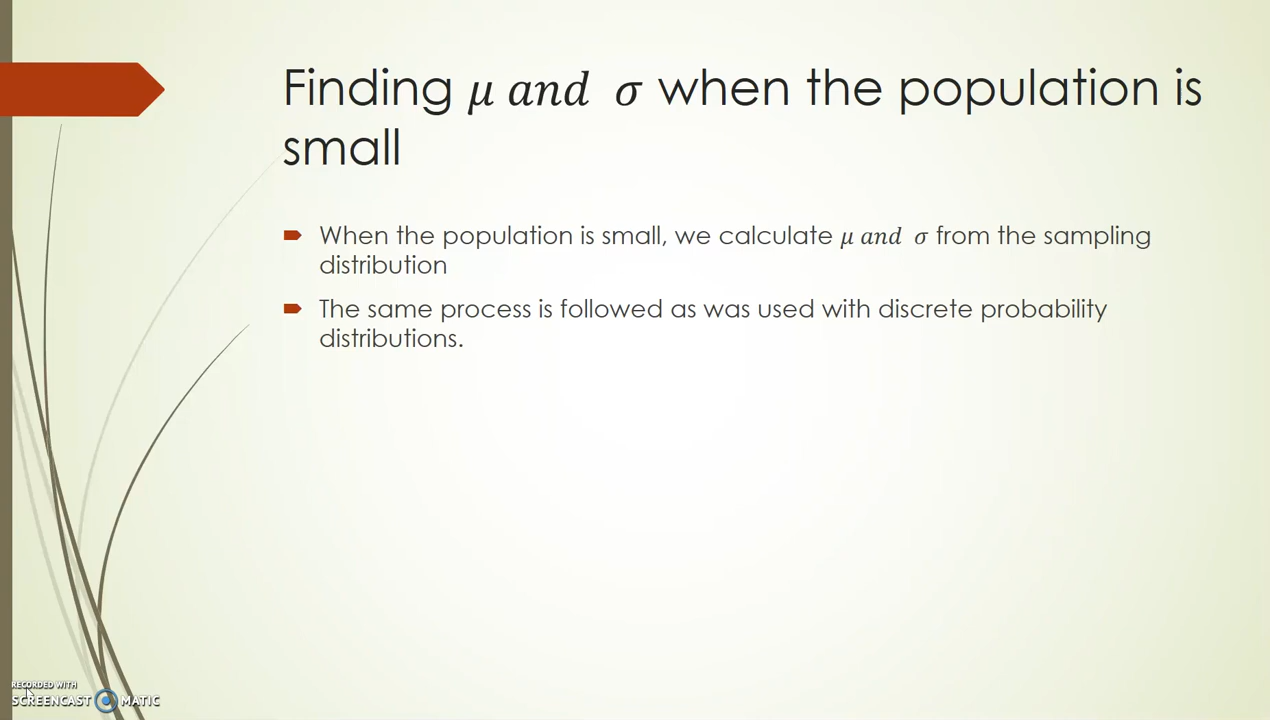 Finding μ and σ when the population is
small
When the population is small, we calculate μ and σ from the sampling
distribution
The same process is followed as was used with discrete probability
distributions.
RECORDED WITH
SCREENCAST MATIC